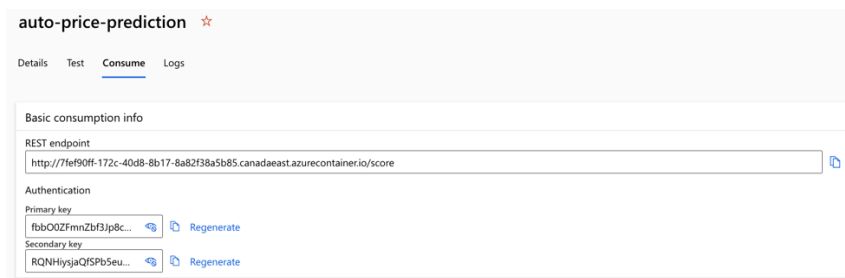 auto-price-prediction
Details Test Consume Logs
Basic consumption info
REST endpoint
http://7fef90ff-172c-40d8-8b17-8a82f38a5b85.canadaeast.azurecontainer.io/score
Authentication
Primary key
fbbO0ZFmnZbf3Jp8c... Regenerate
Secondary key
RQNHiysjaQfSPb5eu... Regenerate